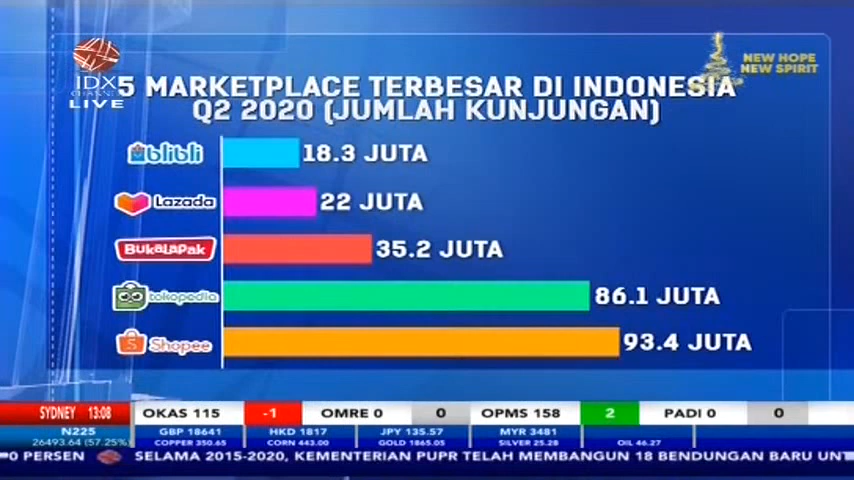 IDX
CHANNEL
LIVE
NEW HOPE
NEW SPIRIT
5 MARKETPLACE TERBESAR DI INDONESIA
Q2 2020 (JUMLAH KUNJUNGAN)
blibli 18.3 JUTA
Lazada 22 JUTA
BUKALAPAK 35.2 JUTA
tokopedia 86.1 JUTA
Shopee 93.4 JUTA
SYDNEY 13:08 OKAS 115 -1 OMRE 0 0 OPMS 158 2 PADI 0 0
N225 GBP 18641 HKD 1817 JPY 135.57 MYR 3481
26493.64 (57.25%) COPPER 350.65 CORN 443.00 GOLD 1865.05 SILVER 25.28 OIL 46.27
0 PERSEN SELAMA 2015-2020, KEMENTERIAN PUPR TELAH MEMBANGUN 18 BENDUNGAN BARU UNT